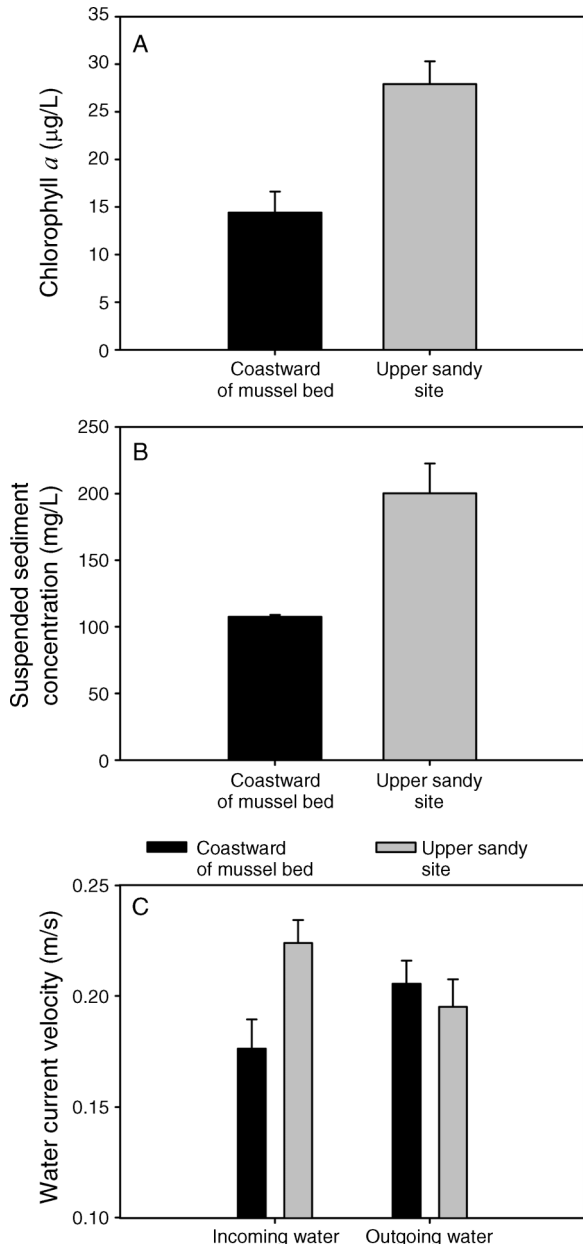 A
Chlorophyll a (µg/L)
35
30
25
20
15
10
5
0
Coastward
of mussel bed
Upper sandy
site
B
Suspended sediment
concentration (mg/L)
250
200
150
100
50
0
Coastward
of mussel bed
Upper sandy
site
Coastward
of mussel bed
Upper sandy
site
C
Water current velocity (m/s)
0.25
0.20
0.15
0.10
Incoming water
Outgoing water